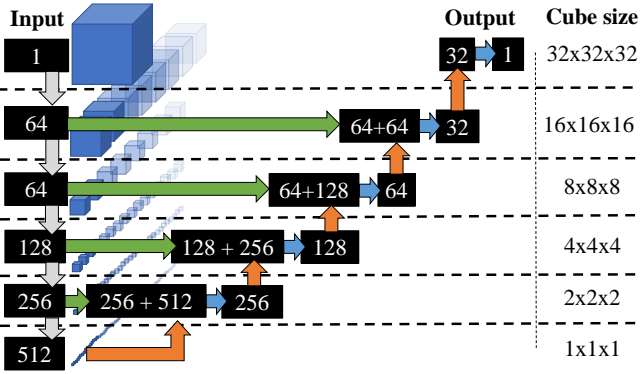 Input Output Cube size
1 32 1 32x32x32
64 64+64 32 16x16x16
64 64+128 64 8x8x8
128 128 + 256 128 4x4x4
256 256 + 512 256 2x2x2
512 1x1x1